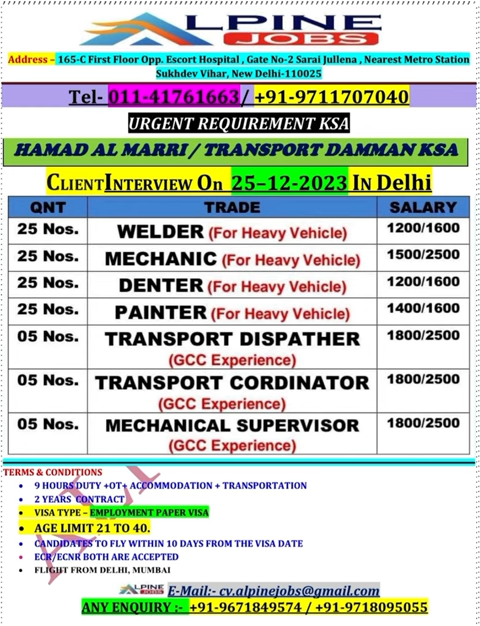 ALPINE
JOBS
Address – 165-C First Floor Opp. Escort Hospital , Gate No-2 Sarai Jullena , Nearest Metro Station
Sukhdev Vihar, New Delhi-110025
Tel- 011-41761663/ +91-9711707040
URGENT REQUIREMENT KSA
HAMAD AL MARRI / TRANSPORT DAMMAN KSA
CLIENTINTERVIEW ON 25–12-2023 IN Delhi
QNT TRADE SALARY
25 Nos. WELDER (For Heavy Vehicle) 1200/1600
25 Nos. MECHANIC (For Heavy Vehicle) 1500/2500
25 Nos. DENTER (For Heavy Vehicle) 1200/1600
25 Nos. PAINTER (For Heavy Vehicle) 1400/1600
05 Nos. TRANSPORT DISPATHER 1800/2500
(GCC Experience)
05 Nos. TRANSPORT CORDINATOR 1800/2500
(GCC Experience)
05 Nos. MECHANICAL SUPERVISOR 1800/2500
(GCC Experience)
TERMS & CONDITIONS
• 9 HOURS DUTY +OT+ ACCOMMODATION + TRANSPORTATION
• 2 YEARS CONTRACT
• VISA TYPE – EMPLOYMENT PAPER VISA
• AGE LIMIT 21 TO 40.
• CANDIDATES TO FLY WITHIN 10 DAYS FROM THE VISA DATE
• ECR/ECNR BOTH ARE ACCEPTED
• FLIGHT FROM DELHI, MUMBAI
ALPINE JOBS E-Mail:- cv.alpinejobs@gmail.com
ANY ENQUIRY :- +91-9671849574 / +91-9718095055